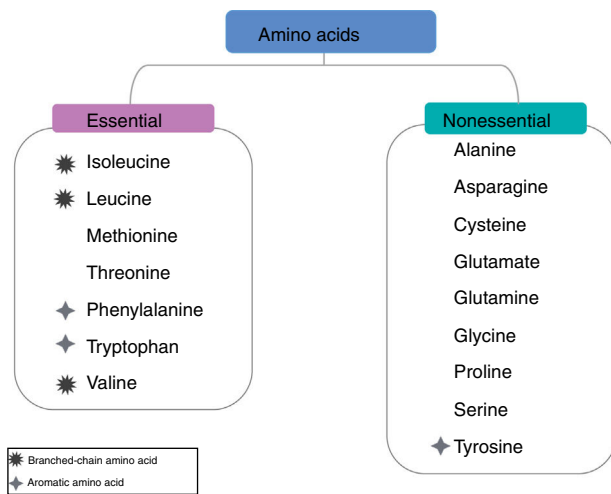 Amino acids
Essential
Isoleucine
Leucine
Methionine
Threonine
Phenylalanine
Tryptophan
Valine
Nonessential
Alanine
Asparagine
Cysteine
Glutamate
Glutamine
Glycine
Proline
Serine
Tyrosine
Branched-chain amino acid
Aromatic amino acid